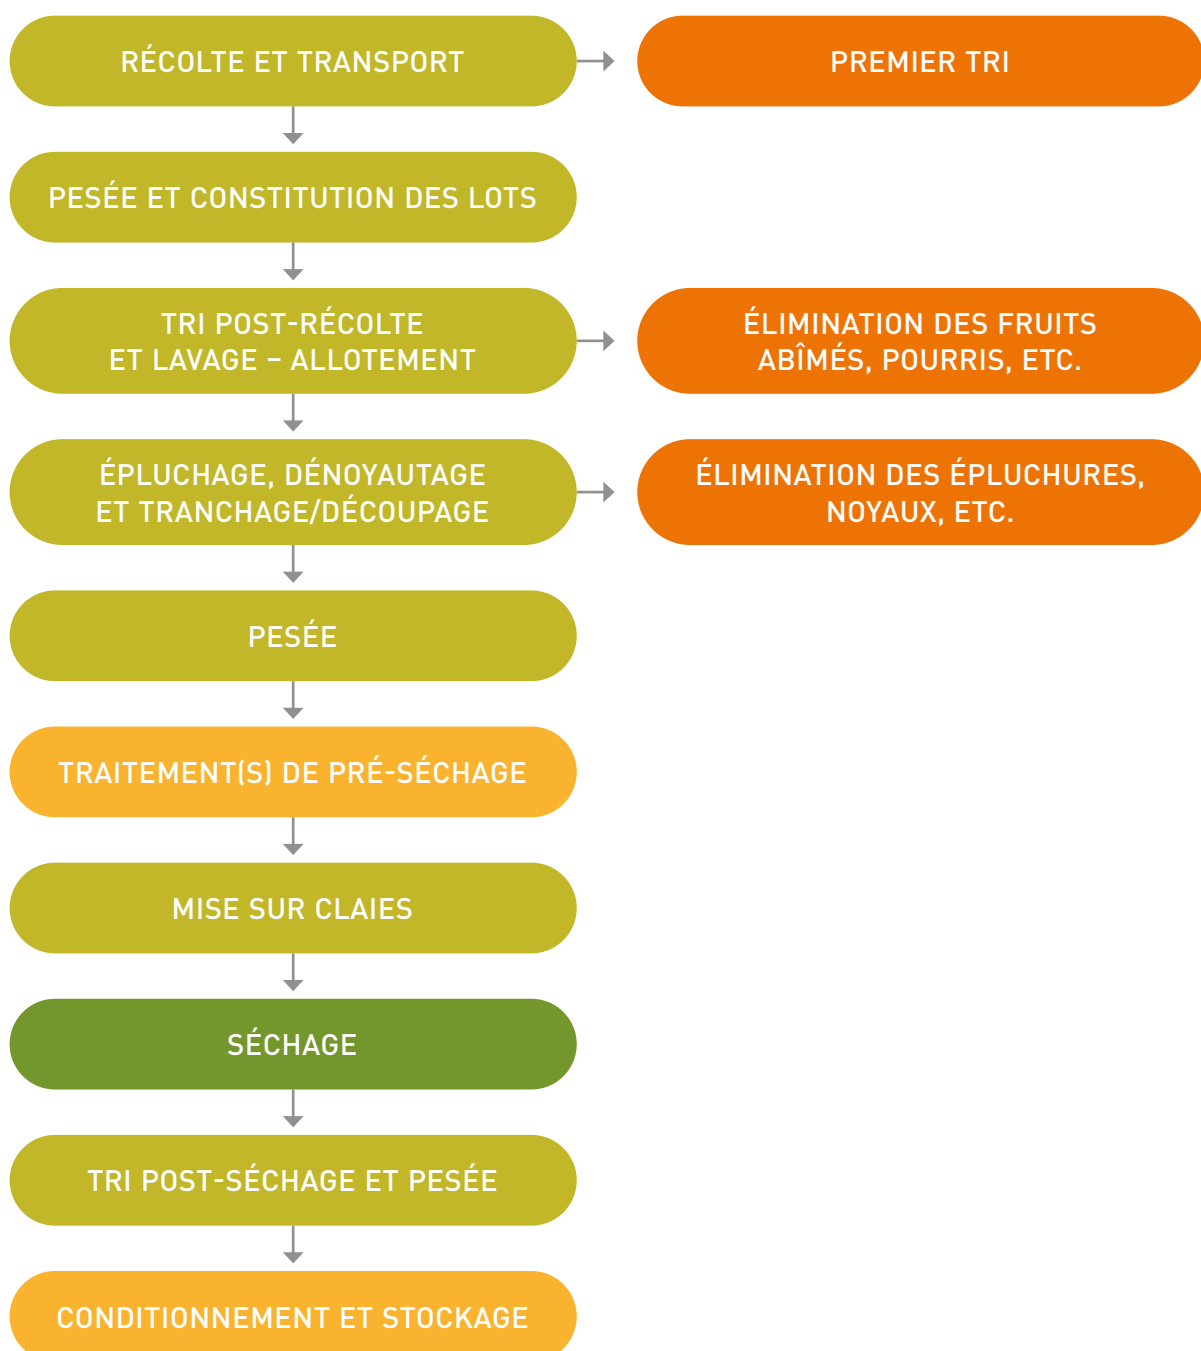 RÉCOLTE ET TRANSPORT
PREMIER TRI
PESÉE ET CONSTITUTION DES LOTS
TRI POST-RÉCOLTE
ET LAVAGE – ALLOTEMENT
ÉLIMINATION DES FRUITS
ABÎMÉS, POURRIS, ETC.
ÉPLUCHAGE, DÉNOYAUTAGE
ET TRANCHAGE/DÉCOUPAGE
ÉLIMINATION DES ÉPLUCHURES,
NOYAUX, ETC.
PESÉE
TRAITEMENT(S) DE PRÉ-SÉCHAGE
MISE SUR CLAIES
SÉCHAGE
TRI POST-SÉCHAGE ET PESÉE
CONDITIONNEMENT ET STOCKAGE